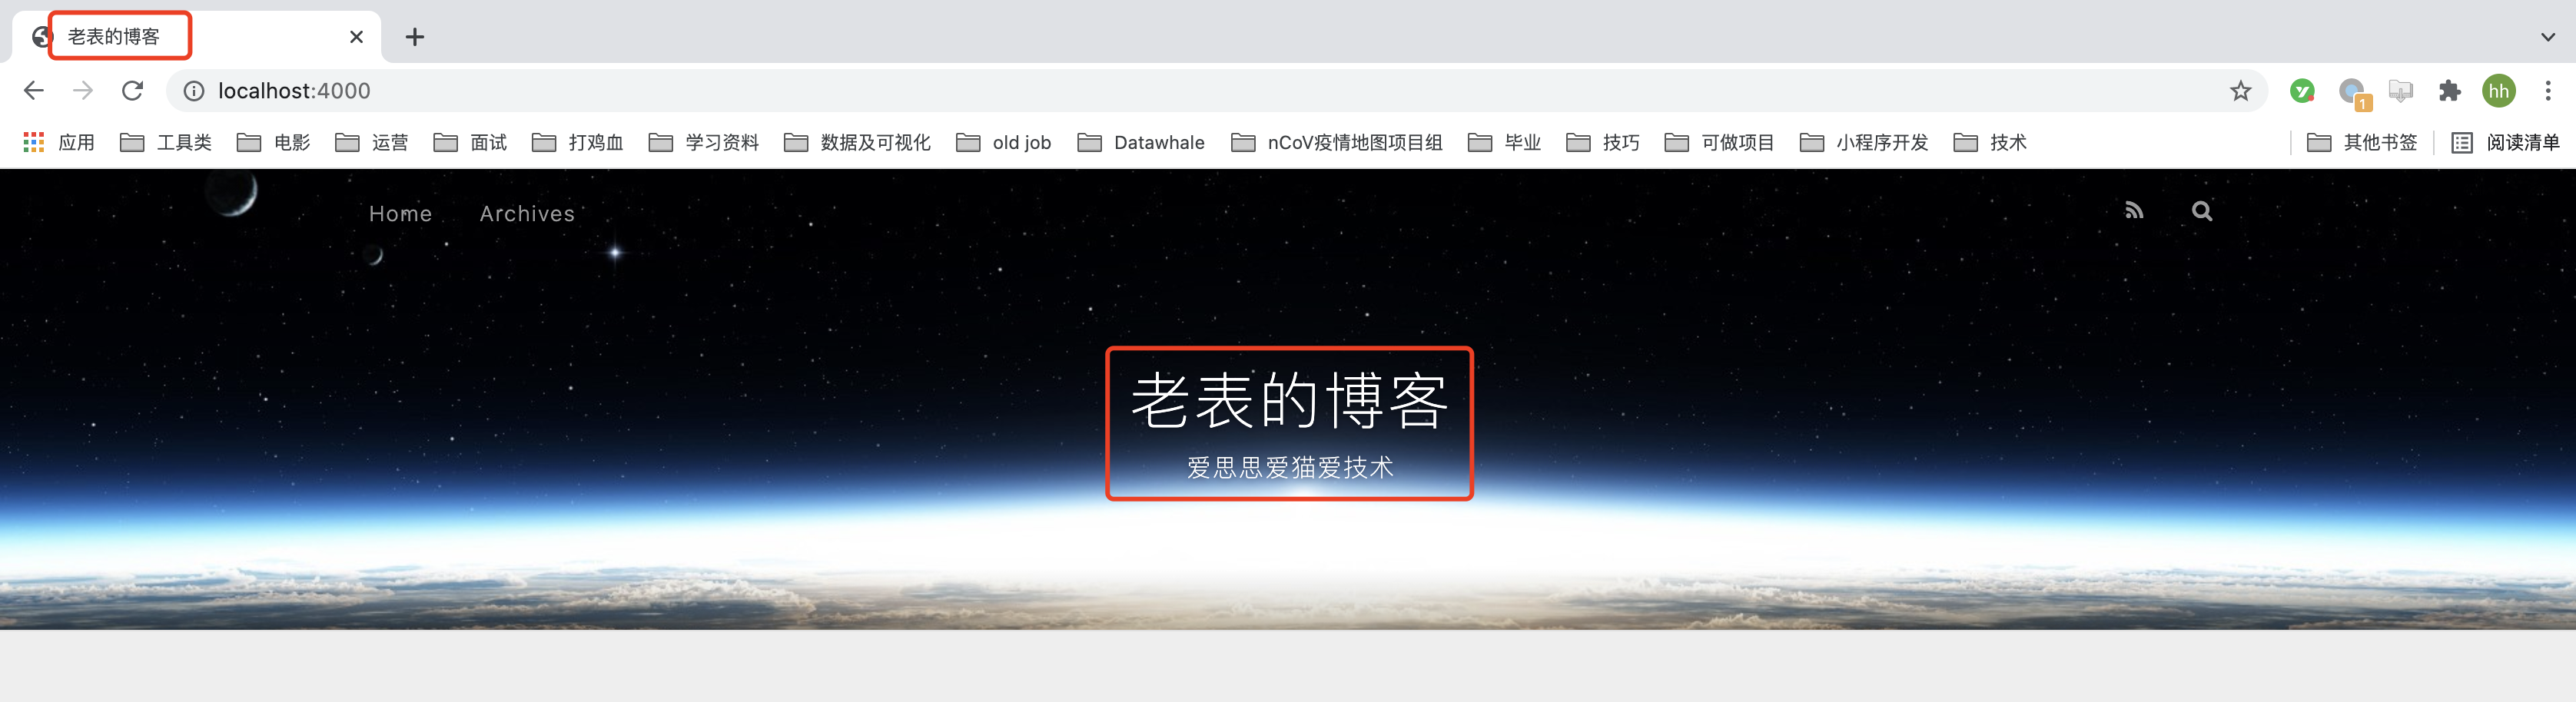 老表的博客
localhost:4000
hh
1
应用 工具类 电影 运营 面试 打鸡血 学习资料 数据及可视化 old job Datawhale nCoV疫情地图项目组 毕业 技巧 可做项目 小程序开发 技术 其他书签 阅读清单
Home Archives
老表的博客
爱思思爱猫爱技术